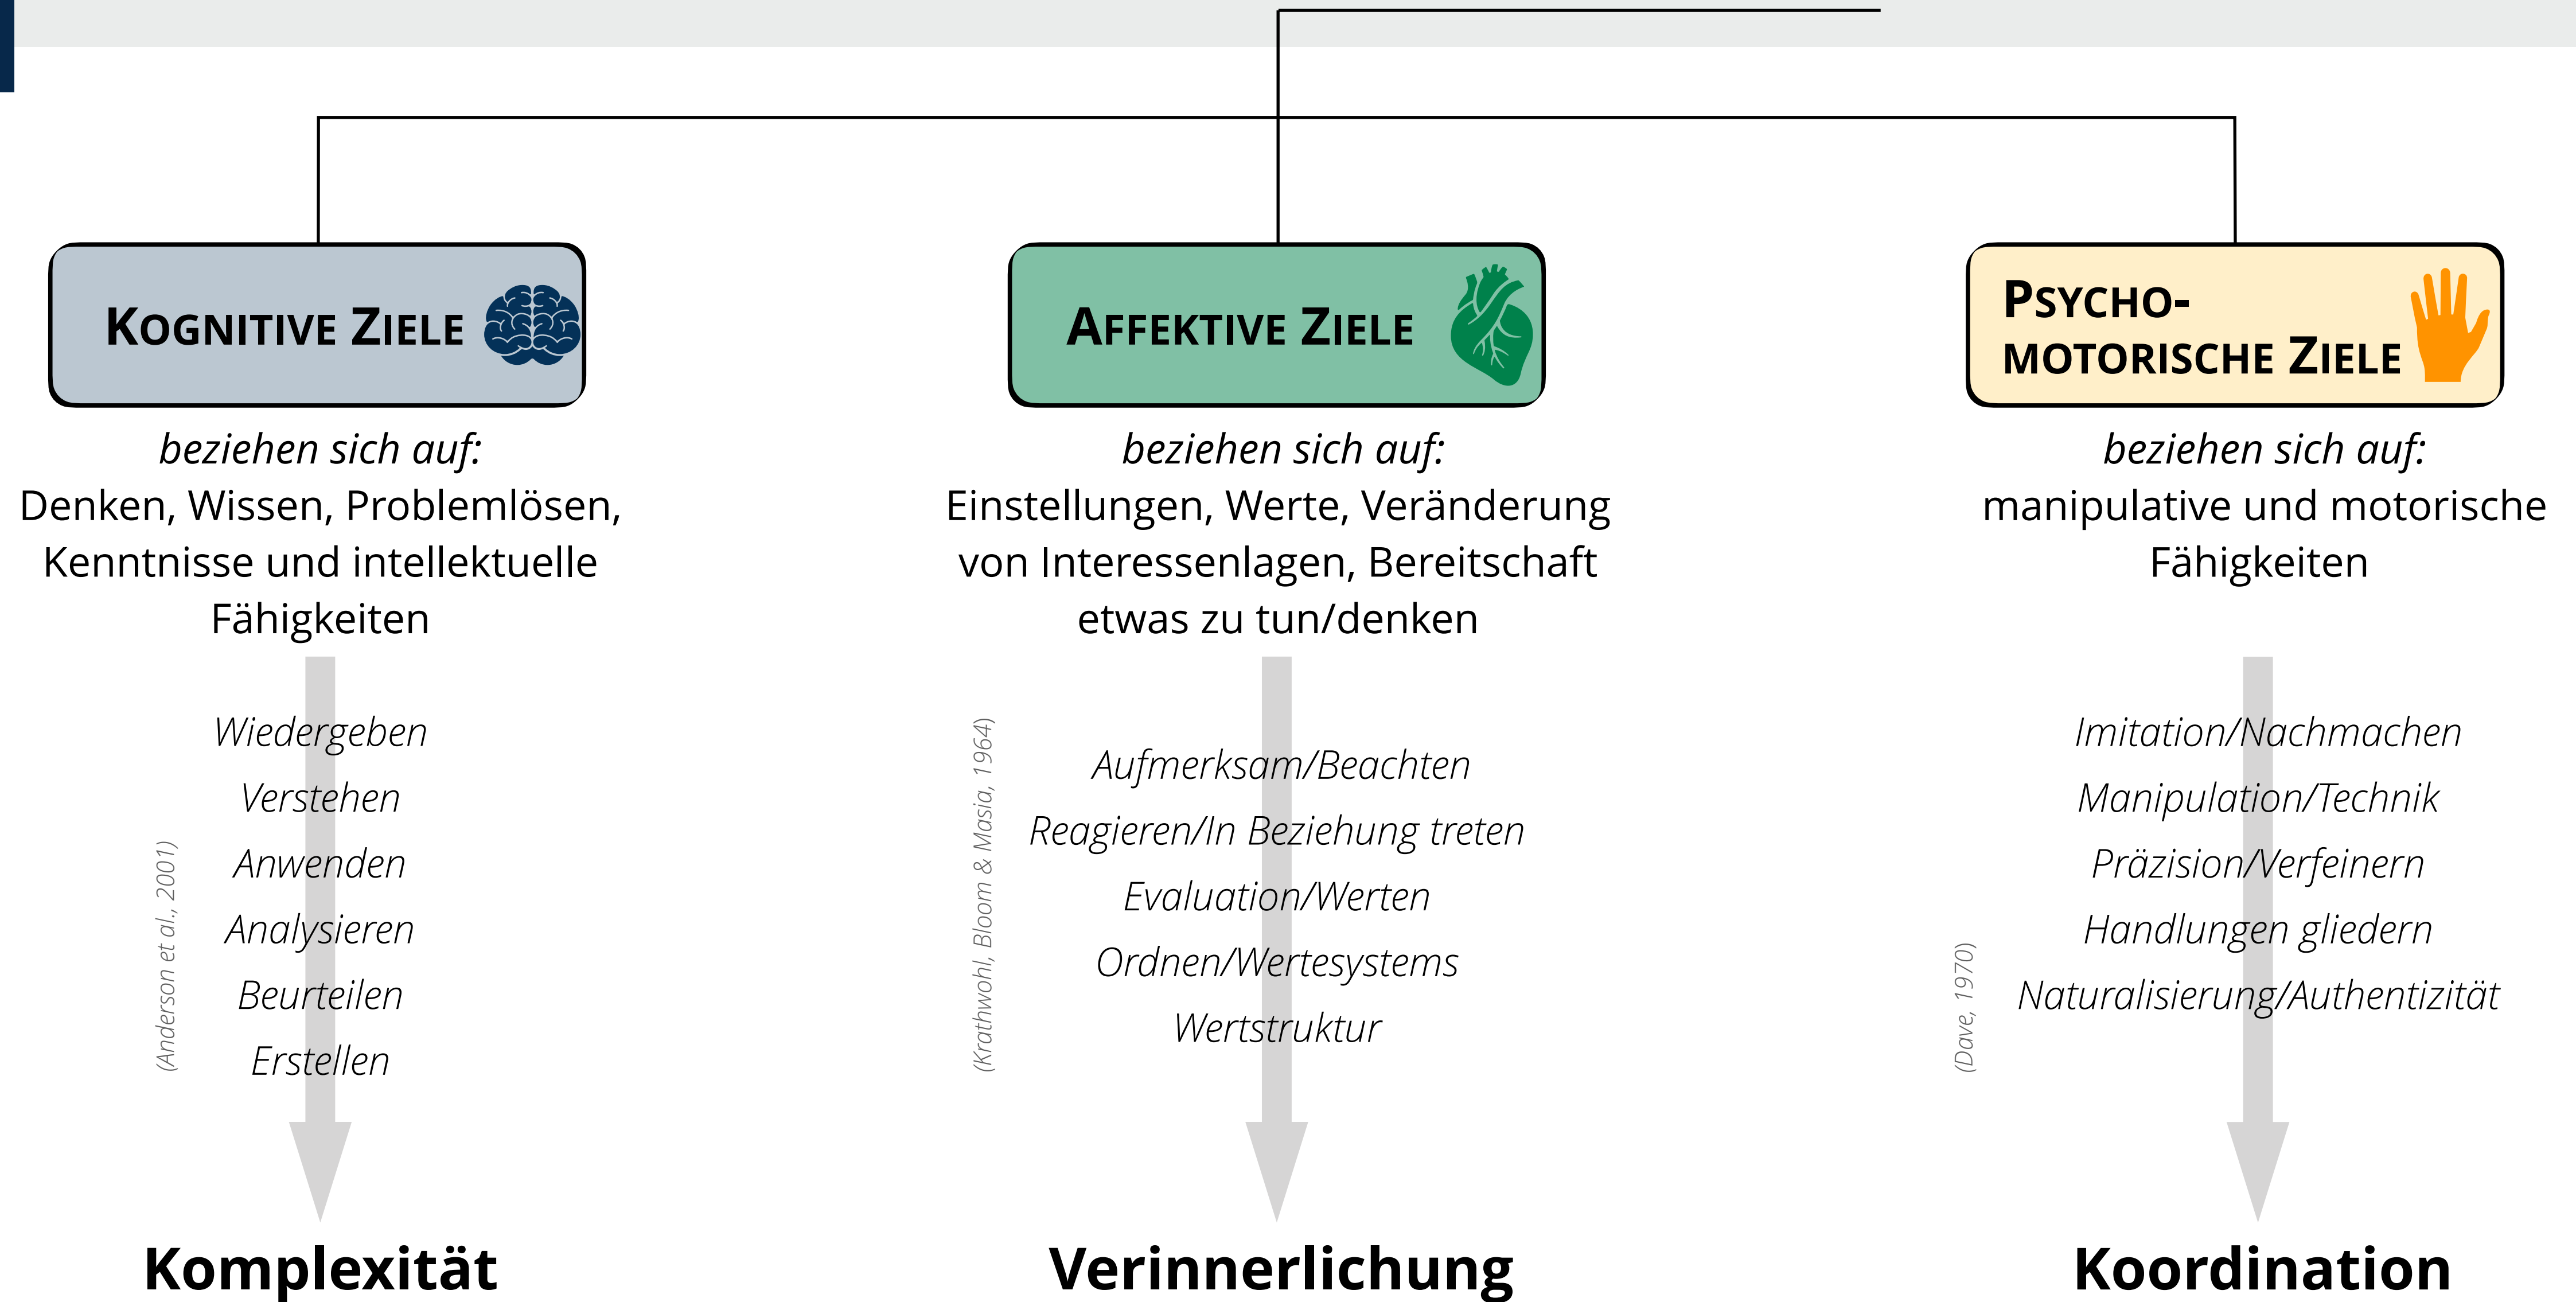 KOGNITIVE ZIELE
beziehen sich auf:
Denken, Wissen, Problemlösen,
Kenntnisse und intellektuelle
Fähigkeiten
(Anderson et al., 2001)
Wiedergeben
Verstehen
Anwenden
Analysieren
Beurteilen
Erstellen
Komplexität
AFFEKTIVE ZIELE
beziehen sich auf:
Einstellungen, Werte, Veränderung
von Interessenlagen, Bereitschaft
etwas zu tun/denken
(Krathwohl, Bloom & Masia, 1964)
Aufmerksam/Beachten
Reagieren/In Beziehung treten
Evaluation/Werten
Ordnen/Wertesystems
Wertstruktur
Verinnerlichung
PSYCHO-
MOTORISCHE ZIELE
beziehen sich auf:
manipulative und motorische
Fähigkeiten
(Dave, 1970)
Imitation/Nachmachen
Manipulation/Technik
Präzision/Verfeinern
Handlungen gliedern
Naturalisierung/Authentizität
Koordination